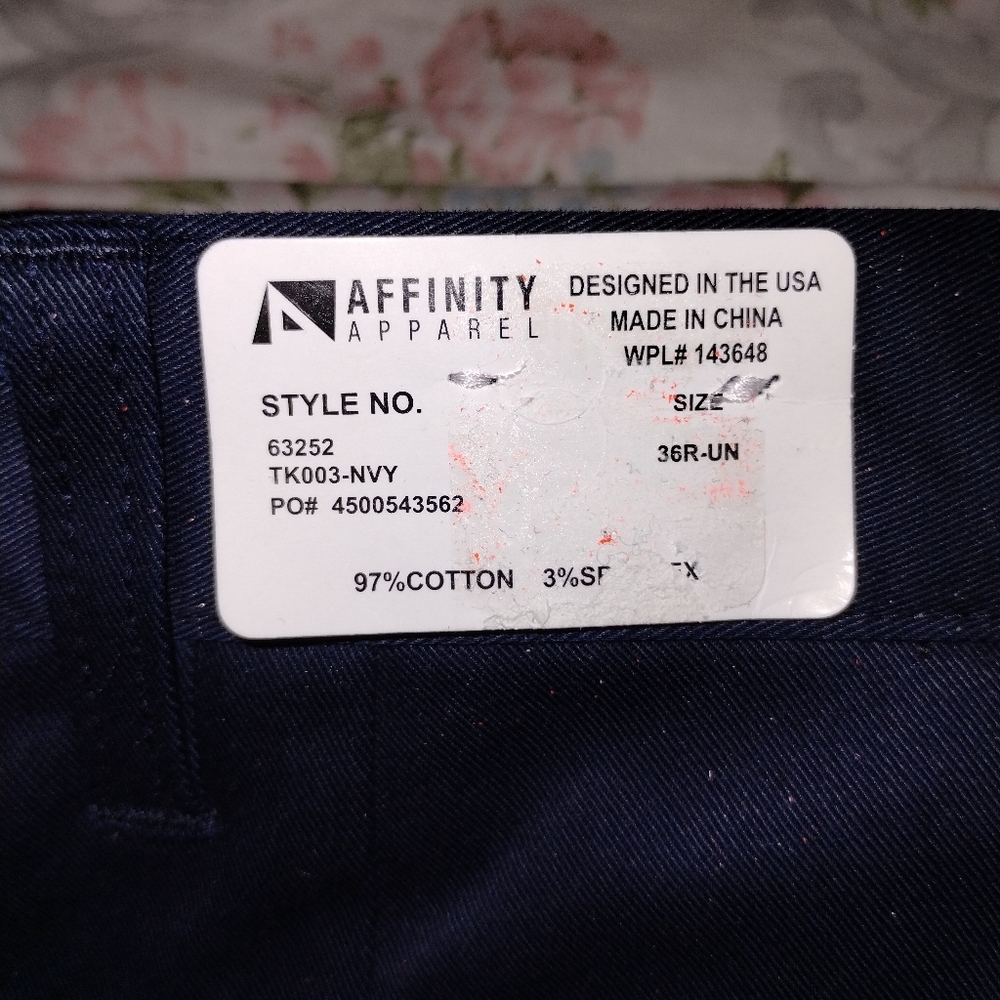 AFFINITY
APPAREL
DESIGNED IN THE USA
MADE IN CHINA
WPL# 143648
STYLE NO.
63252
TK003-NVY
PO# 4500543562
SIZE
36R-UN
97%COTTON 3%